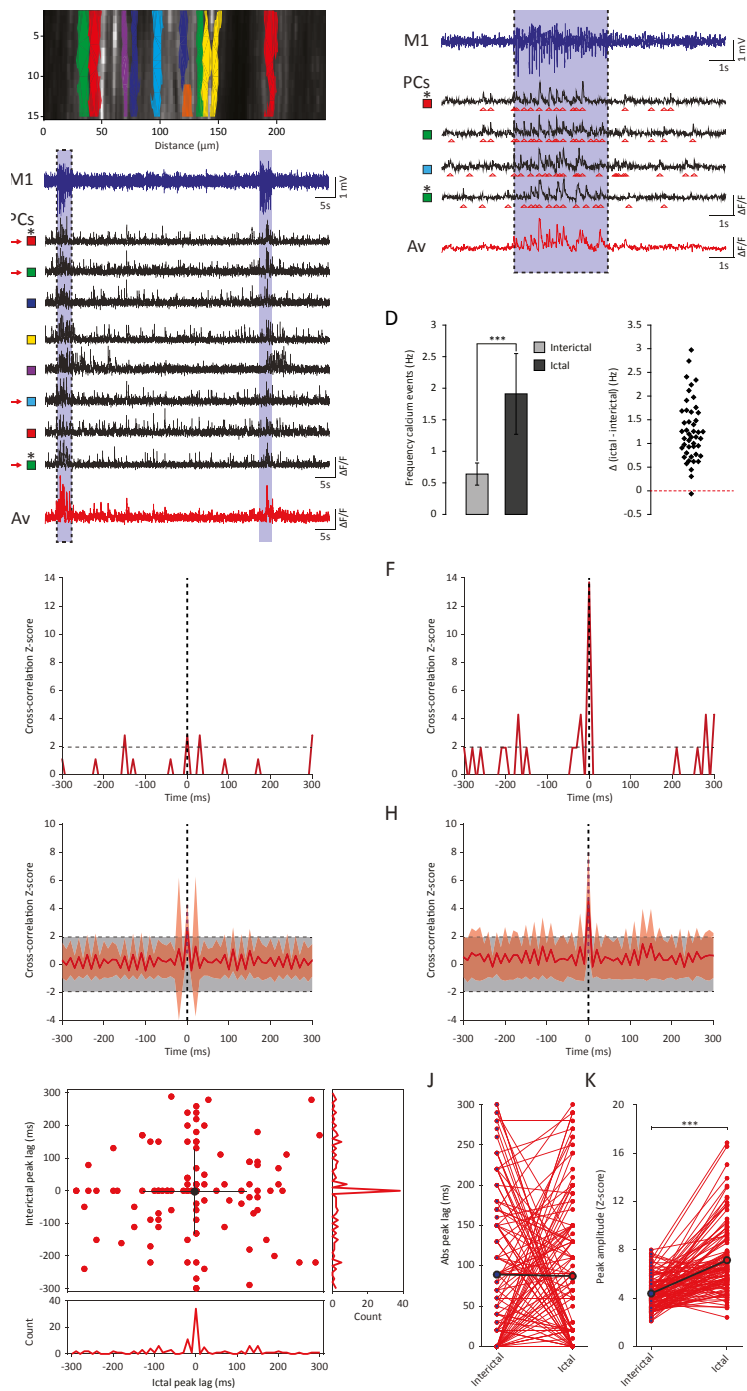 5
10
15
0
50
100
150
200
Distance (µm)
M1
1 mV
5s
PCs
*
*
ΔF/F
5s
Av
ΔF/F
5s
M1
1 mV
1s
PCs
*
*
ΔF/F
1s
Av
ΔF/F
1s
D
Frequency calcium events (Hz)
3
2.5
2
1.5
1
0.5
0
***
Interictal
Ictal
Δ (ictal - interictal) (Hz)
3.5
3
2.5
2
1.5
1
0.5
0
-0.5
Cross-correlation Z-score
14
12
10
8
6
4
2
0
-300
-200
-100
0
100
200
300
Time (ms)
F
Cross-correlation Z-score
14
12
10
8
6
4
2
0
-300
-200
-100
0
100
200
300
Time (ms)
Cross-correlation Z-score
10
8
6
4
2
0
-2
-4
-300
-200
-100
0
100
200
300
Time (ms)
H
Cross-correlation Z-score
10
8
6
4
2
0
-2
-4
-300
-200
-100
0
100
200
300
Time (ms)
Interictal peak lag (ms)
300
200
100
0
-100
-200
-300
0
40
Count
Count
40
20
0
-300
-200
-100
0
100
200
300
Ictal peak lag (ms)
J
Abs peak lag (ms)
300
250
200
150
100
50
0
Interictal
Ictal
K
Peak amplitude (Z-score)
20
16
12
8
4
0
***
Interictal
Ictal